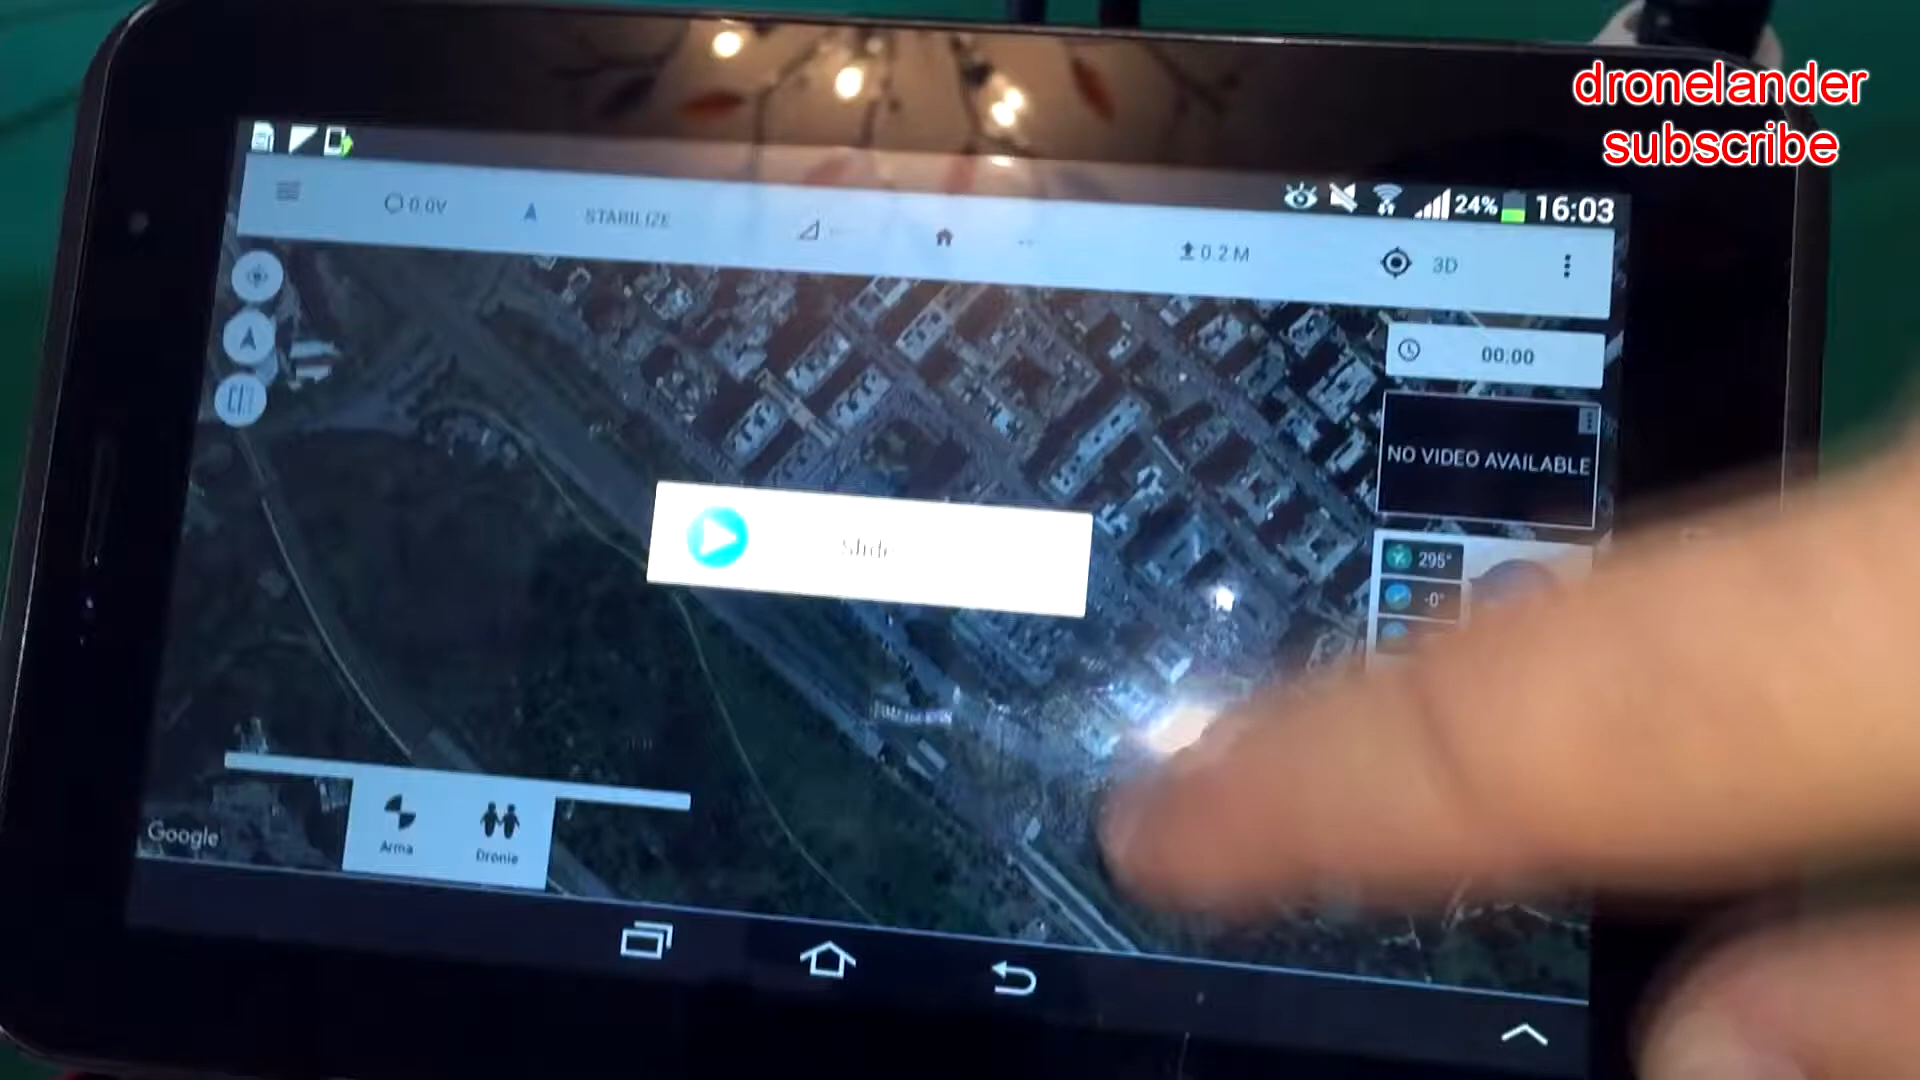 dronelander
subscribe
24% 16:03
0.0V STABILIZE -- 0.2 M 3D
00:00
NO VIDEO AVAILABLE
Slide
295°
-0°
Arma Dronie
Google